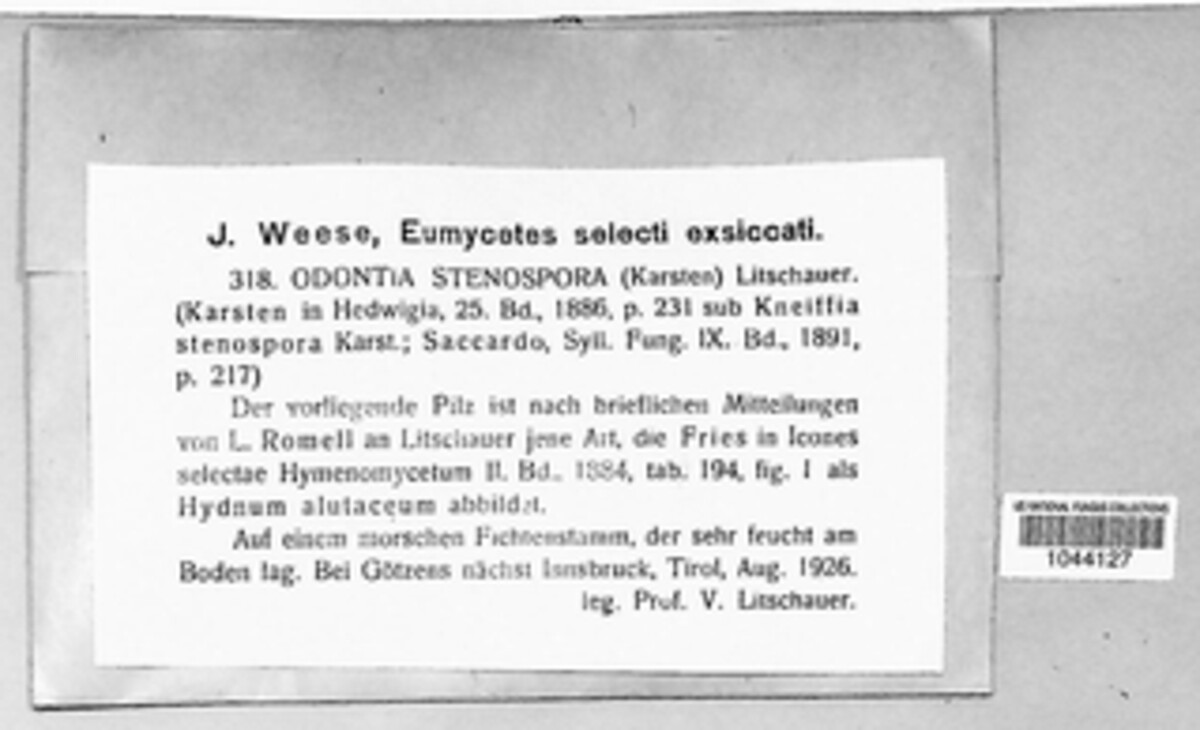 J. Weese, Eumycetes selecti exsiccati.
318. ODONTIA STENOSPORA (Karsten) Litschauer.
(Karsten in Hedwigia, 25. Bd., 1886, p. 231 sub Kneiffia
stenospora Karst.; Saccardo, Syll. Fung. IX. Bd., 1891,
p. 217)
Der vorliegende Pilz ist nach brieflichen Mitteilungen
von L. Romell an Litschauer jene Art, die Fries in Icones
selectae Hymenomycetum II. Bd., 1884, tab. 194, fig. 1 als
Hydnum alutaceum abbildet.
Auf einem morschen Fichtenstamm, der sehr feucht am
Boden lag. Bei Götzens nächst Innsbruck, Tirol, Aug. 1926.
leg. Prof. V. Litschauer.
US NATIONAL FUNGUS COLLECTIONS
1044127